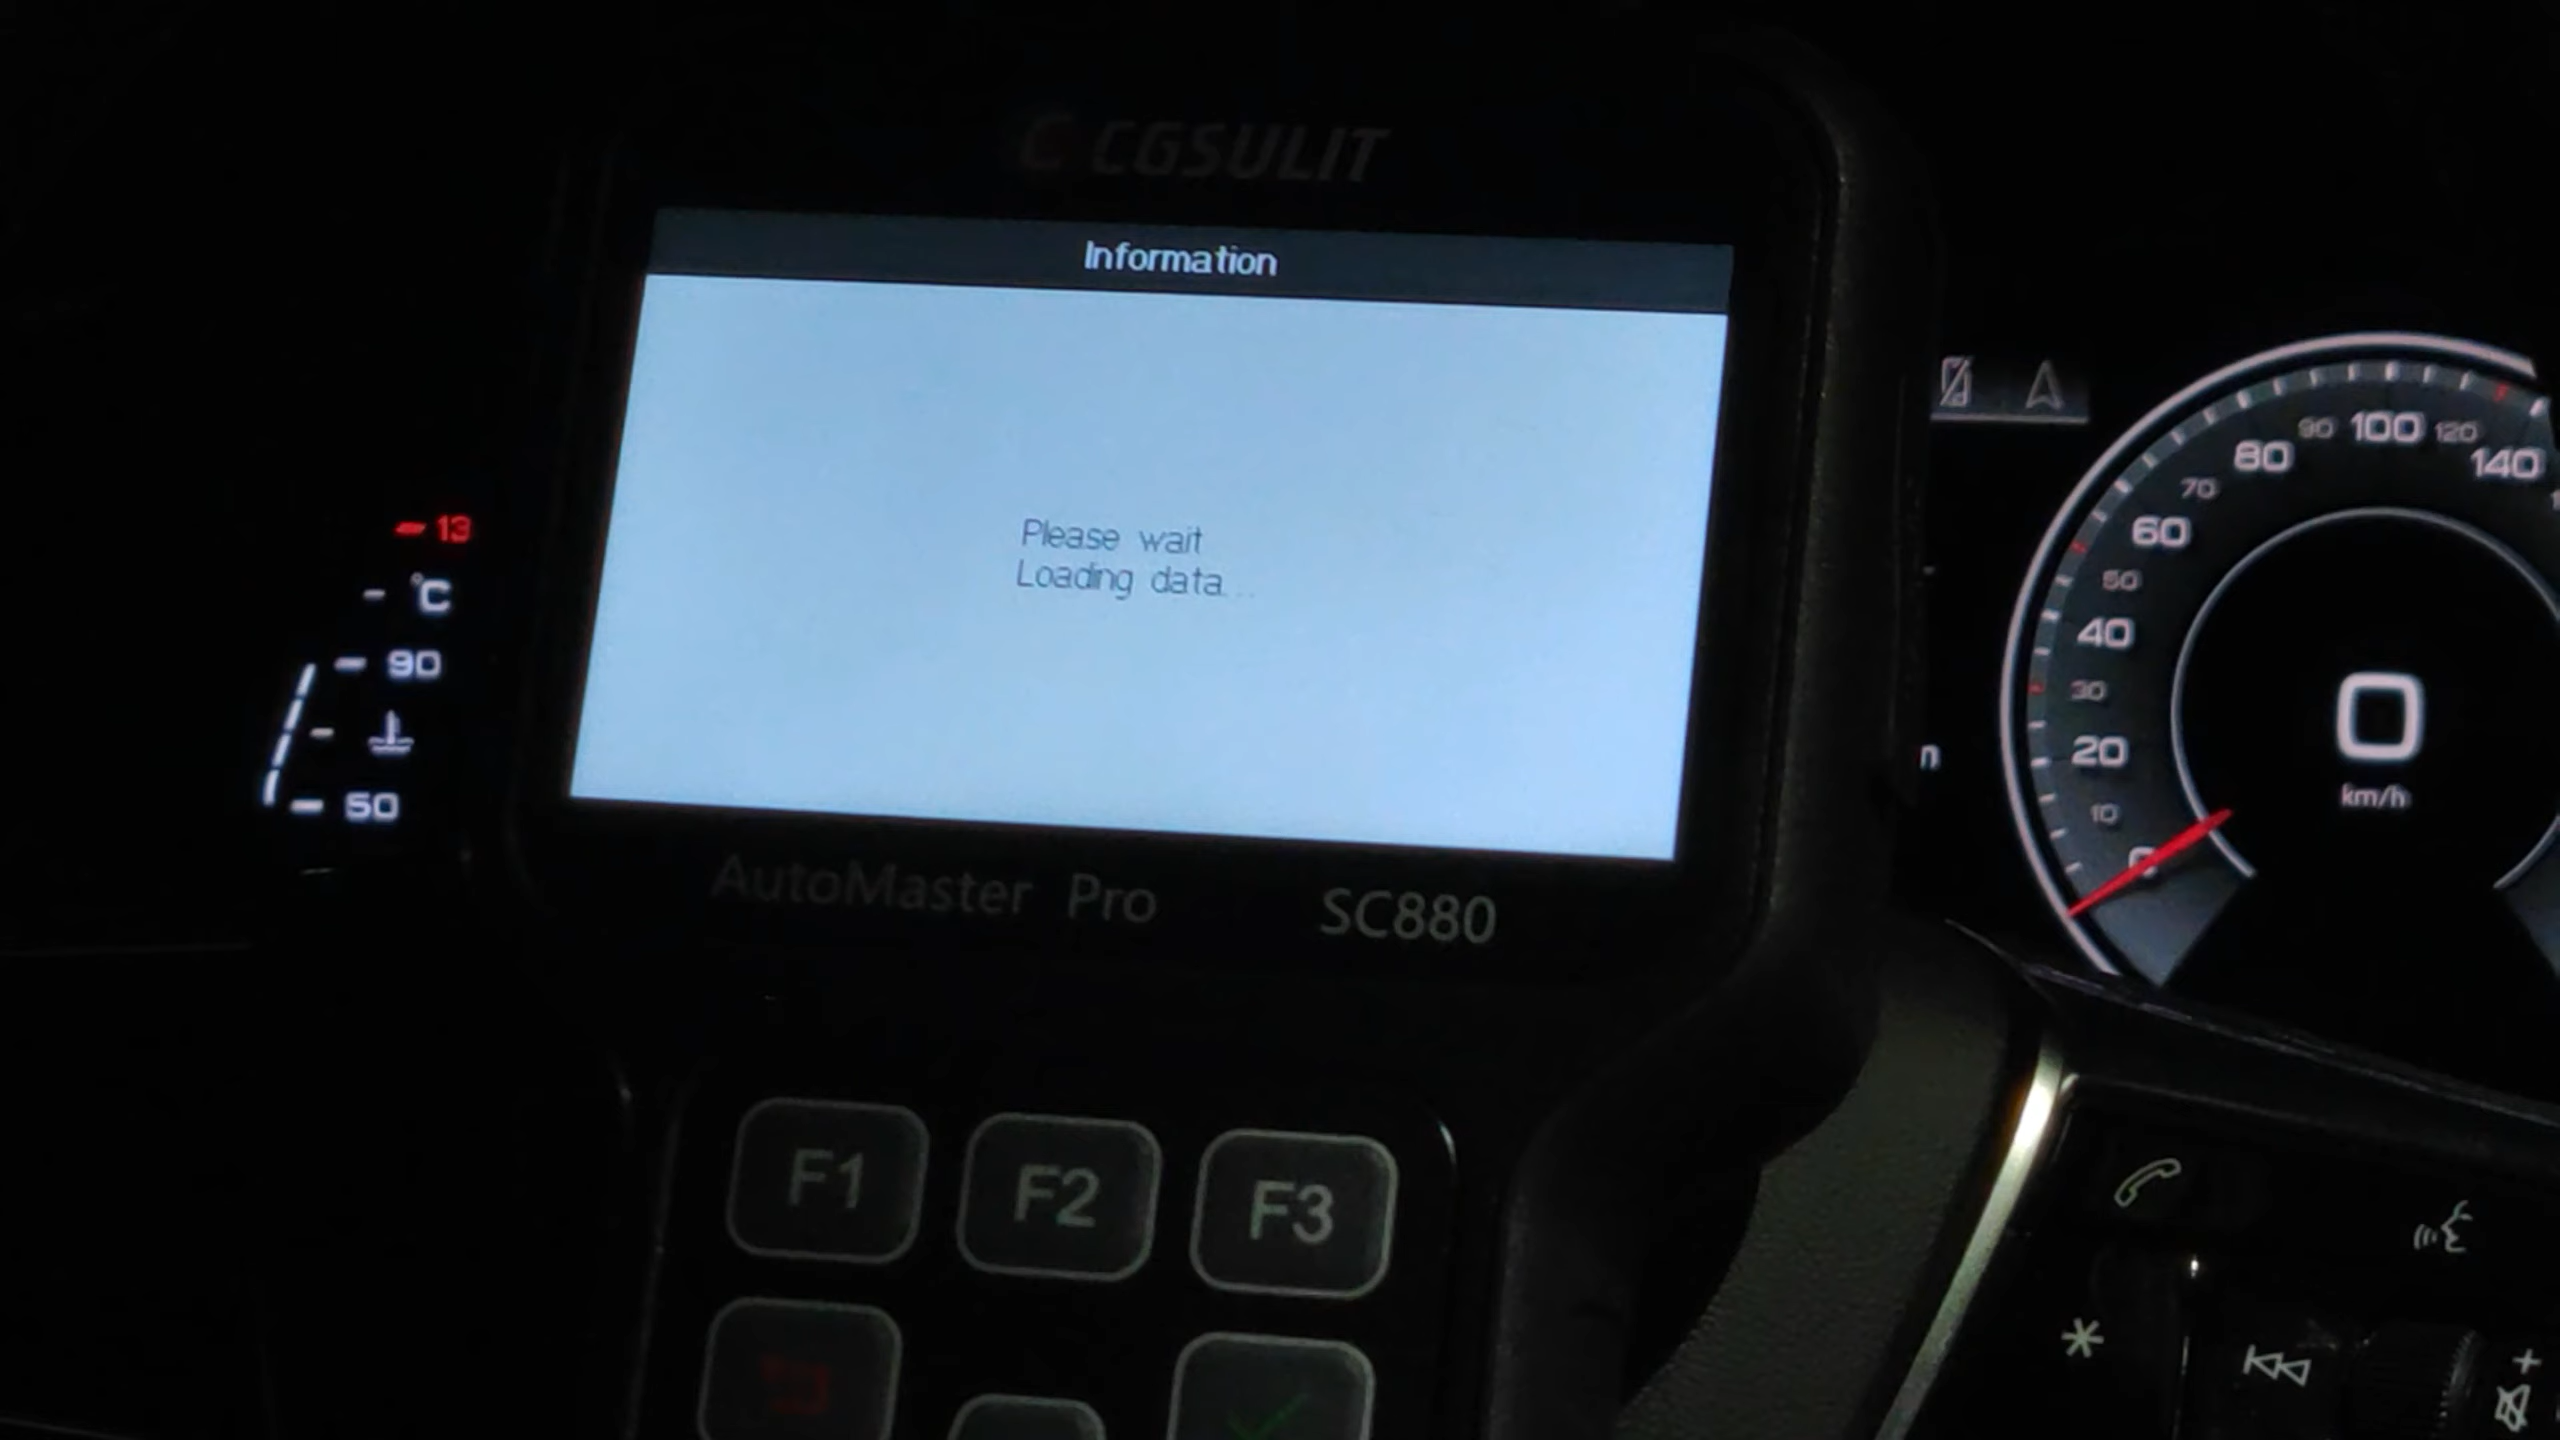 CGSULIT
Information
Please wait
Loading data...
AutoMaster Pro SC880
F1 F2 F3
13
°C
90
50
90 100 120
80 140
70
60
50
40
30
20
10
0
km/h